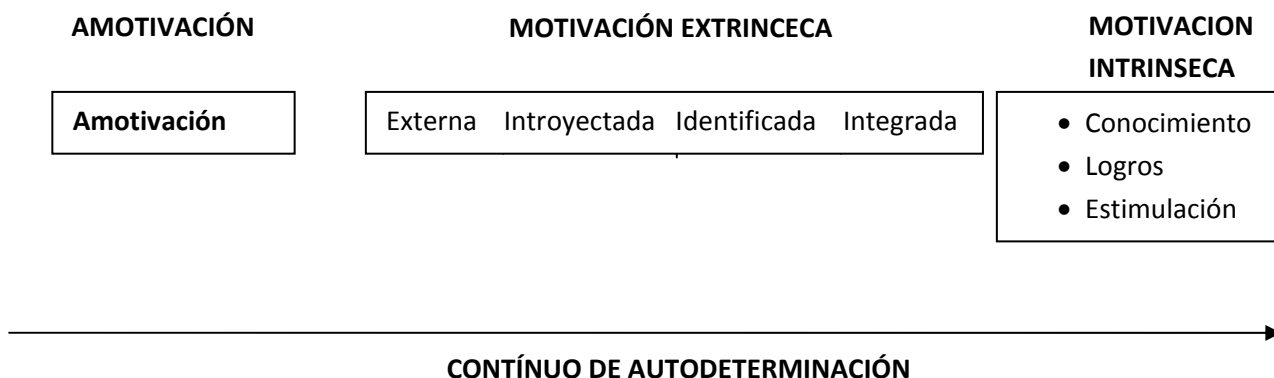 AMOTIVACIÓN
MOTIVACIÓN EXTRINCECA
MOTIVACION
INTRINSECA
Amotivación
Externa Introyectada Identificada Integrada
• Conocimiento
• Logros
• Estimulación
CONTÍNUO DE AUTODETERMINACIÓN